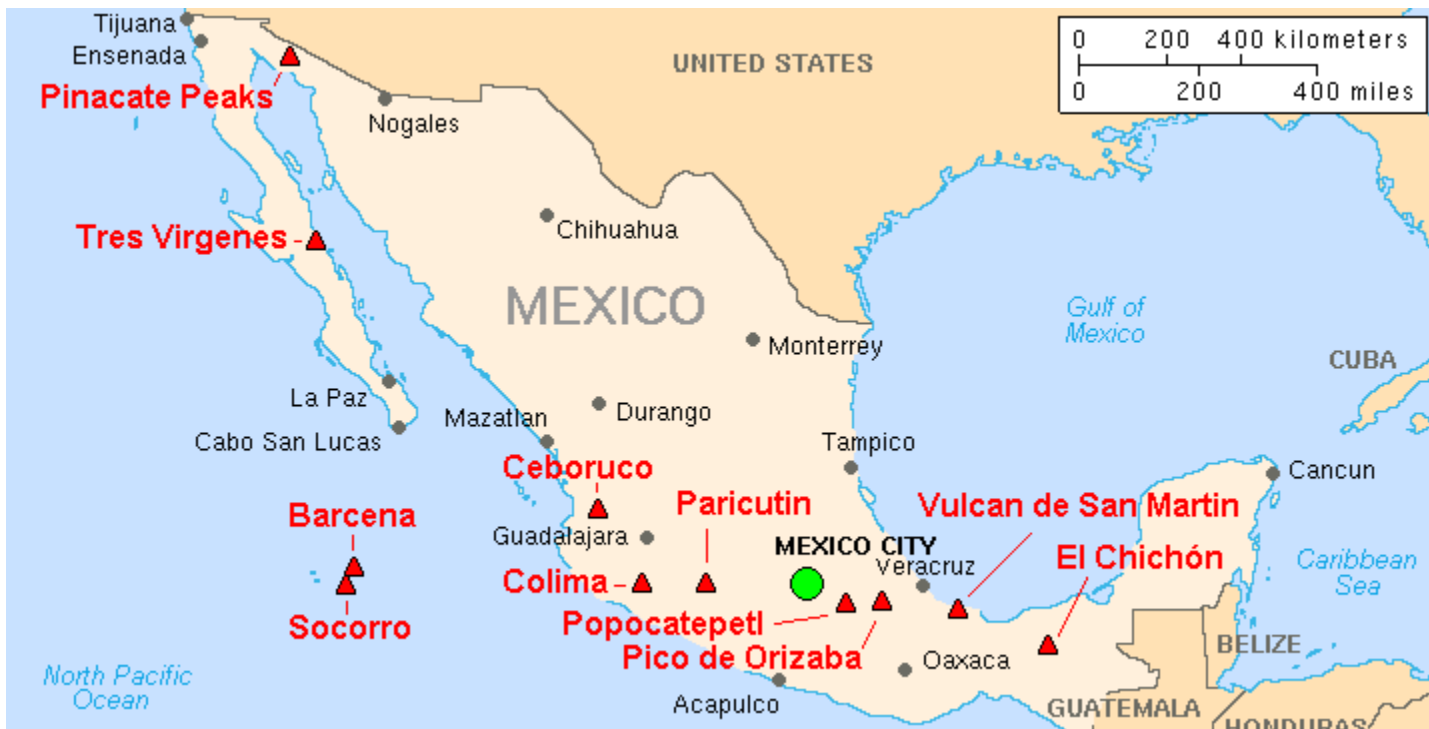 Tijuana
Ensenada
Pinacate Peaks
Nogales
UNITED STATES
0 200 400 kilometers
0 200 400 miles
Tres Virgenes
Chihuahua
MEXICO
Monterrey
Gulf of
Mexico
CUBA
La Paz
Cabo San Lucas
Mazatlan
Durango
Tampico
Cancun
Ceboruco
Barcena
Guadalajara
Paricutin
Vulcan de San Martin
MEXICO CITY
Veracruz
El Chichón
Caribbean
Sea
Colima
Socorro
Popocatepetl
Pico de Orizaba
Oaxaca
Acapulco
North Pacific
Ocean
BELIZE
GUATEMALA
HONDURAS